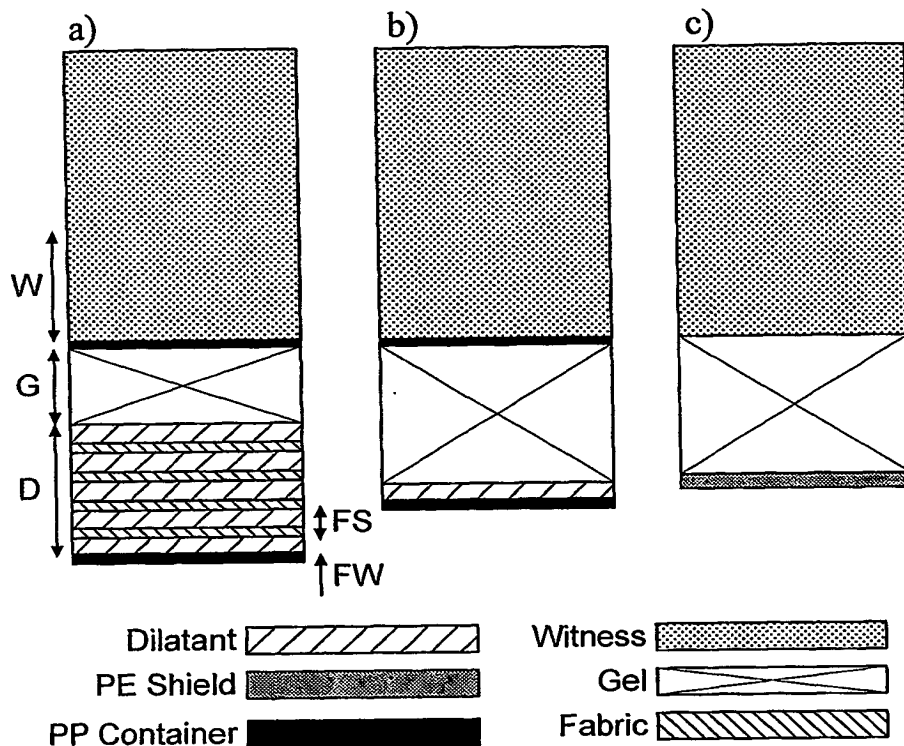 a)
b)
c)
W
G
D
FS
FW
Dilatant
PE Shield
PP Container
Witness
Gel
Fabric